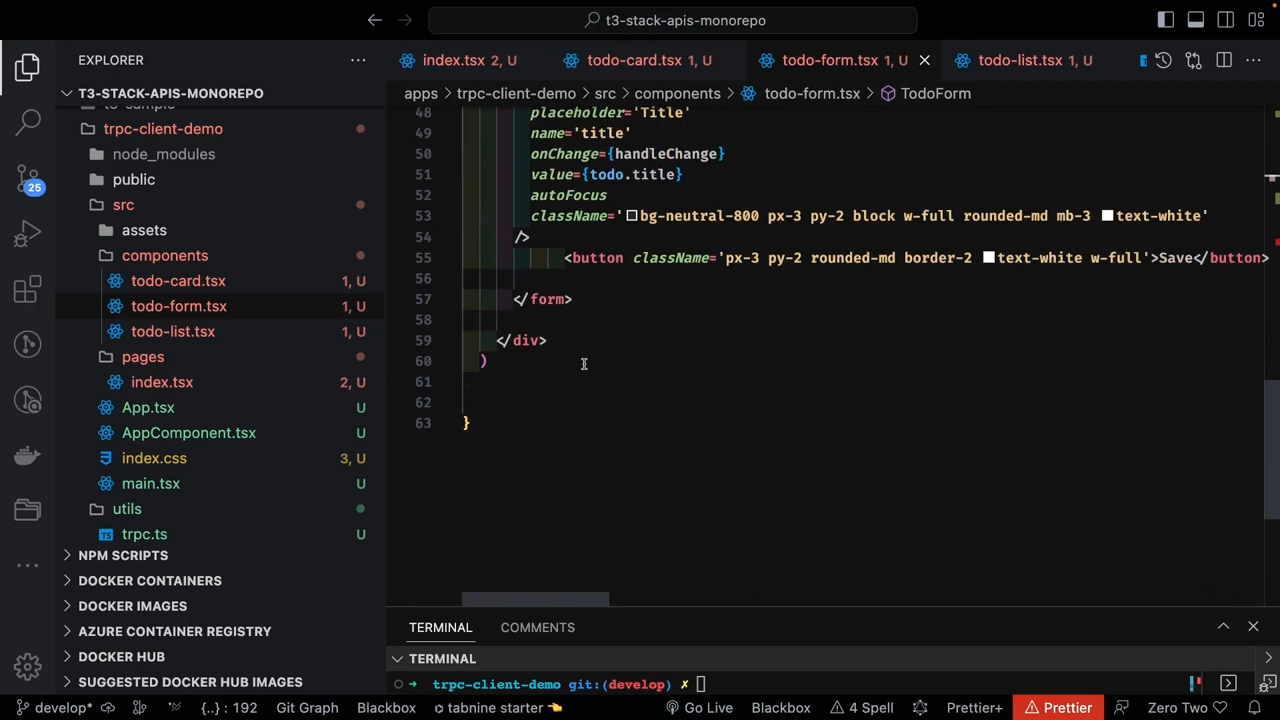 t3-stack-apis-monorepo
EXPLORER
index.tsx 2, U
todo-card.tsx 1, U
todo-form.tsx 1, U
todo-list.tsx 1, U
T3-STACK-APIS-MONOREPO
apps > trpc-client-demo > src > components > todo-form.tsx > TodoForm
t3-sample
trpc-client-demo
node_modules
public
src
assets
components
todo-card.tsx 1, U
todo-form.tsx 1, U
todo-list.tsx 1, U
pages
index.tsx 2, U
App.tsx U
AppComponent.tsx U
index.css 3, U
main.tsx U
utils
trpc.ts U
NPM SCRIPTS
DOCKER CONTAINERS
DOCKER IMAGES
AZURE CONTAINER REGISTRY
DOCKER HUB
SUGGESTED DOCKER HUB IMAGES
25
48 placeholder='Title'
49 name='title'
50 onChange={handleChange}
51 value={todo.title}
52 autoFocus
53 className='bg-neutral-800 px-3 py-2 block w-full rounded-md mb-3 text-white'
54 />
55 <button className='px-3 py-2 rounded-md border-2 text-white w-full'>Save</button>
56
57 </form>
58
59 </div>
60 )
61
62
63 }
TERMINAL COMMENTS
TERMINAL
trpc-client-demo git:(develop) ✗
develop* {..} : 192 Git Graph Blackbox tabnine starter Go Live Blackbox 4 Spell Prettier+ Prettier Zero Two